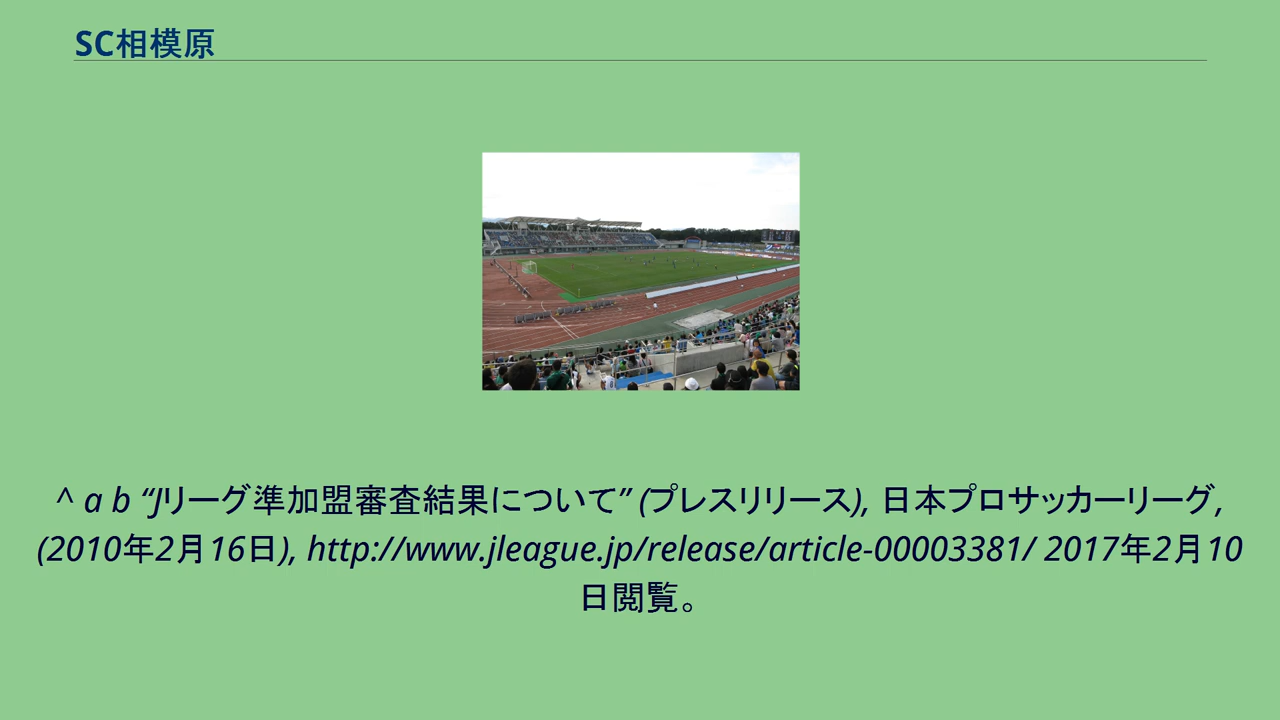 SC相模原
^ a b “Jリーグ準加盟審査結果について” (プレスリリース), 日本プロサッカーリーグ,
(2010年2月16日), http://www.jleague.jp/release/article-00003381/ 2017年2月10
日閲覧。